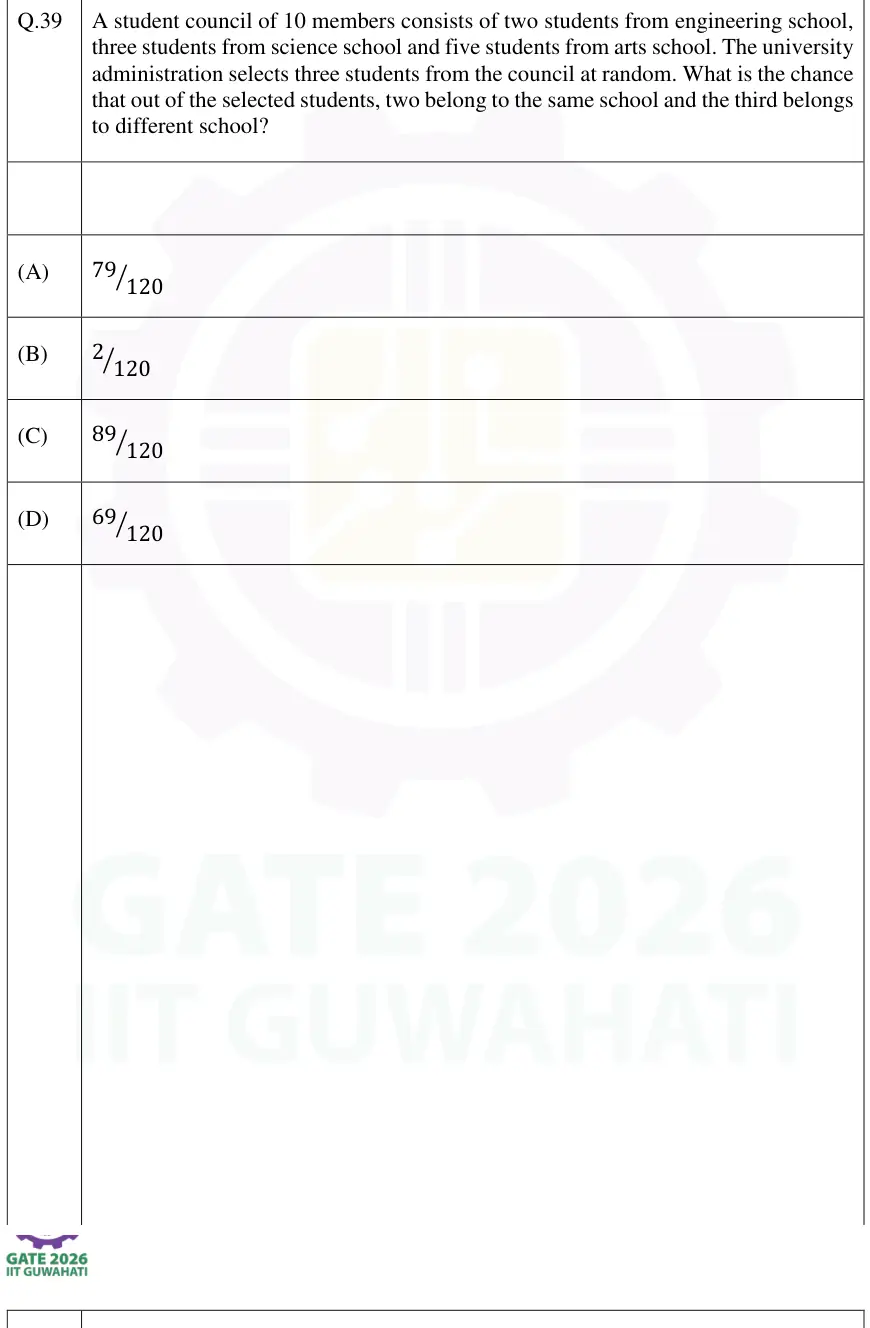 Q.39 A student council of 10 members consists of two students from engineering school,
three students from science school and five students from arts school. The university
administration selects three students from the council at random. What is the chance
that out of the selected students, two belong to the same school and the third belongs
to different school?
(A) 79/120
(B) 2/120
(C) 89/120
(D) 69/120
GATE 2026
IIT GUWAHATI
GATE 2026
IIT GUWAHATI